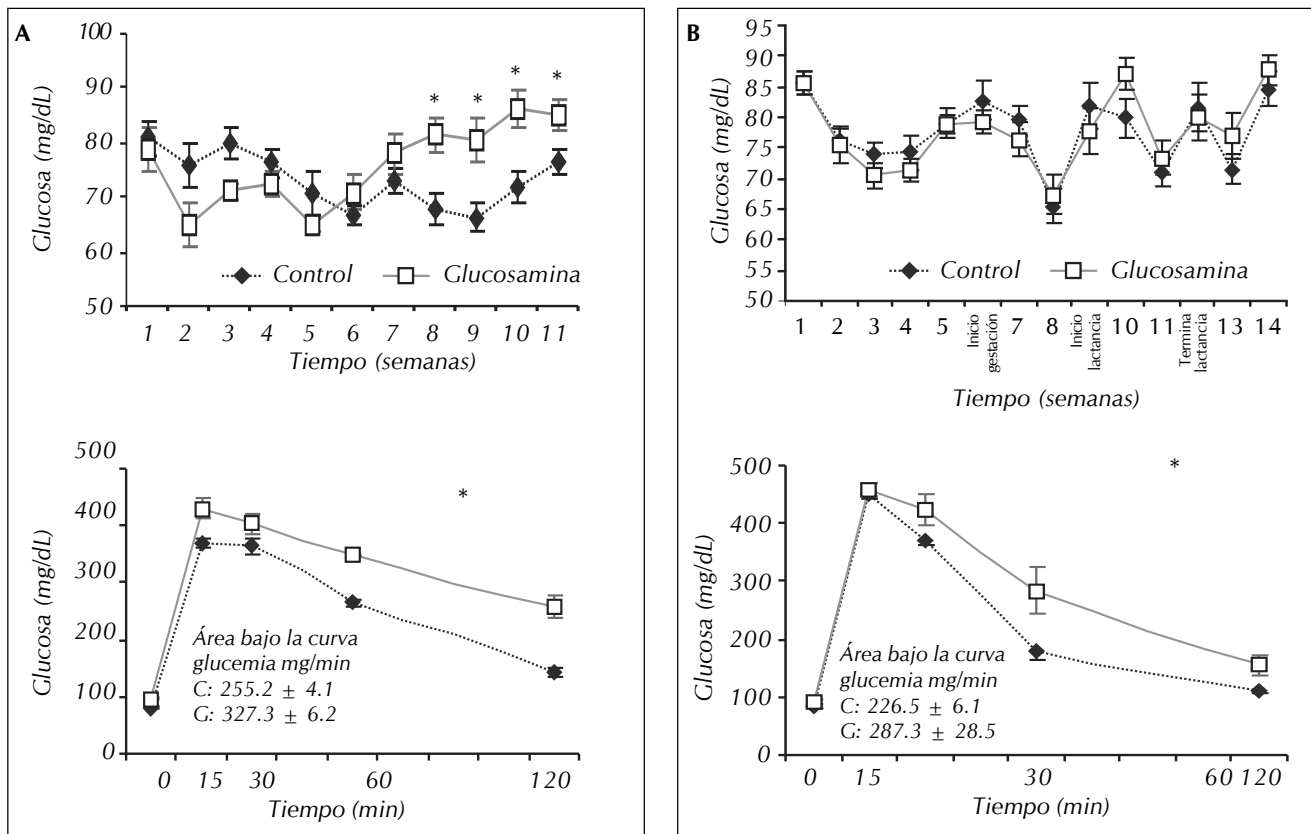 A
Glucosa (mg/dL)
100
90
80
70
60
50
* * * *
Control Glucosamina
1 2 3 4 5 6 7 8 9 10 11
Tiempo (semanas)
Glucosa (mg/dL)
500
400
300
200
100
0
*
Área bajo la curva
glucemia mg/min
C: 255.2 ± 4.1
G: 327.3 ± 6.2
0 15 30 60 120
Tiempo (min)
B
Glucosa (mg/dL)
95
90
85
80
75
70
65
60
55
50
Control Glucosamina
1 2 3 4 5 Inicio gestación 7 8 Inicio lactancia 10 11 Termina lactancia 13 14
Tiempo (semanas)
Glucosa (mg/dL)
500
400
300
200
100
0
*
Área bajo la curva
glucemia mg/min
C: 226.5 ± 6.1
G: 287.3 ± 28.5
0 15 30 60 120
Tiempo (min)